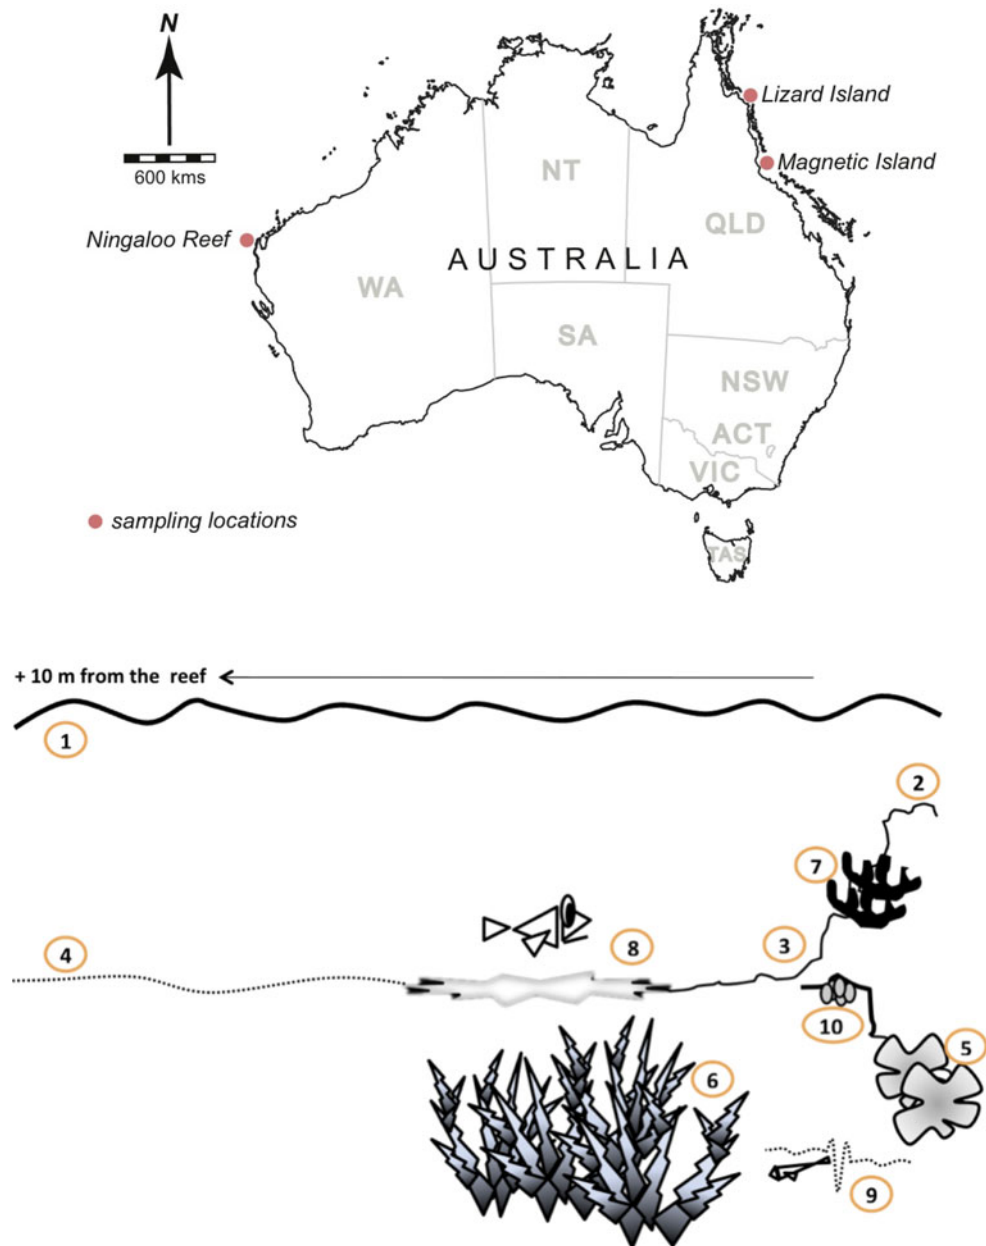 N
600 kms
Lizard Island
Magnetic Island
Ningaloo Reef
NT
QLD
AUSTRALIA
WA
SA
NSW
ACT
VIC
TAS
sampling locations
+ 10 m from the reef
1
2
7
3
4
8
10
5
6
9